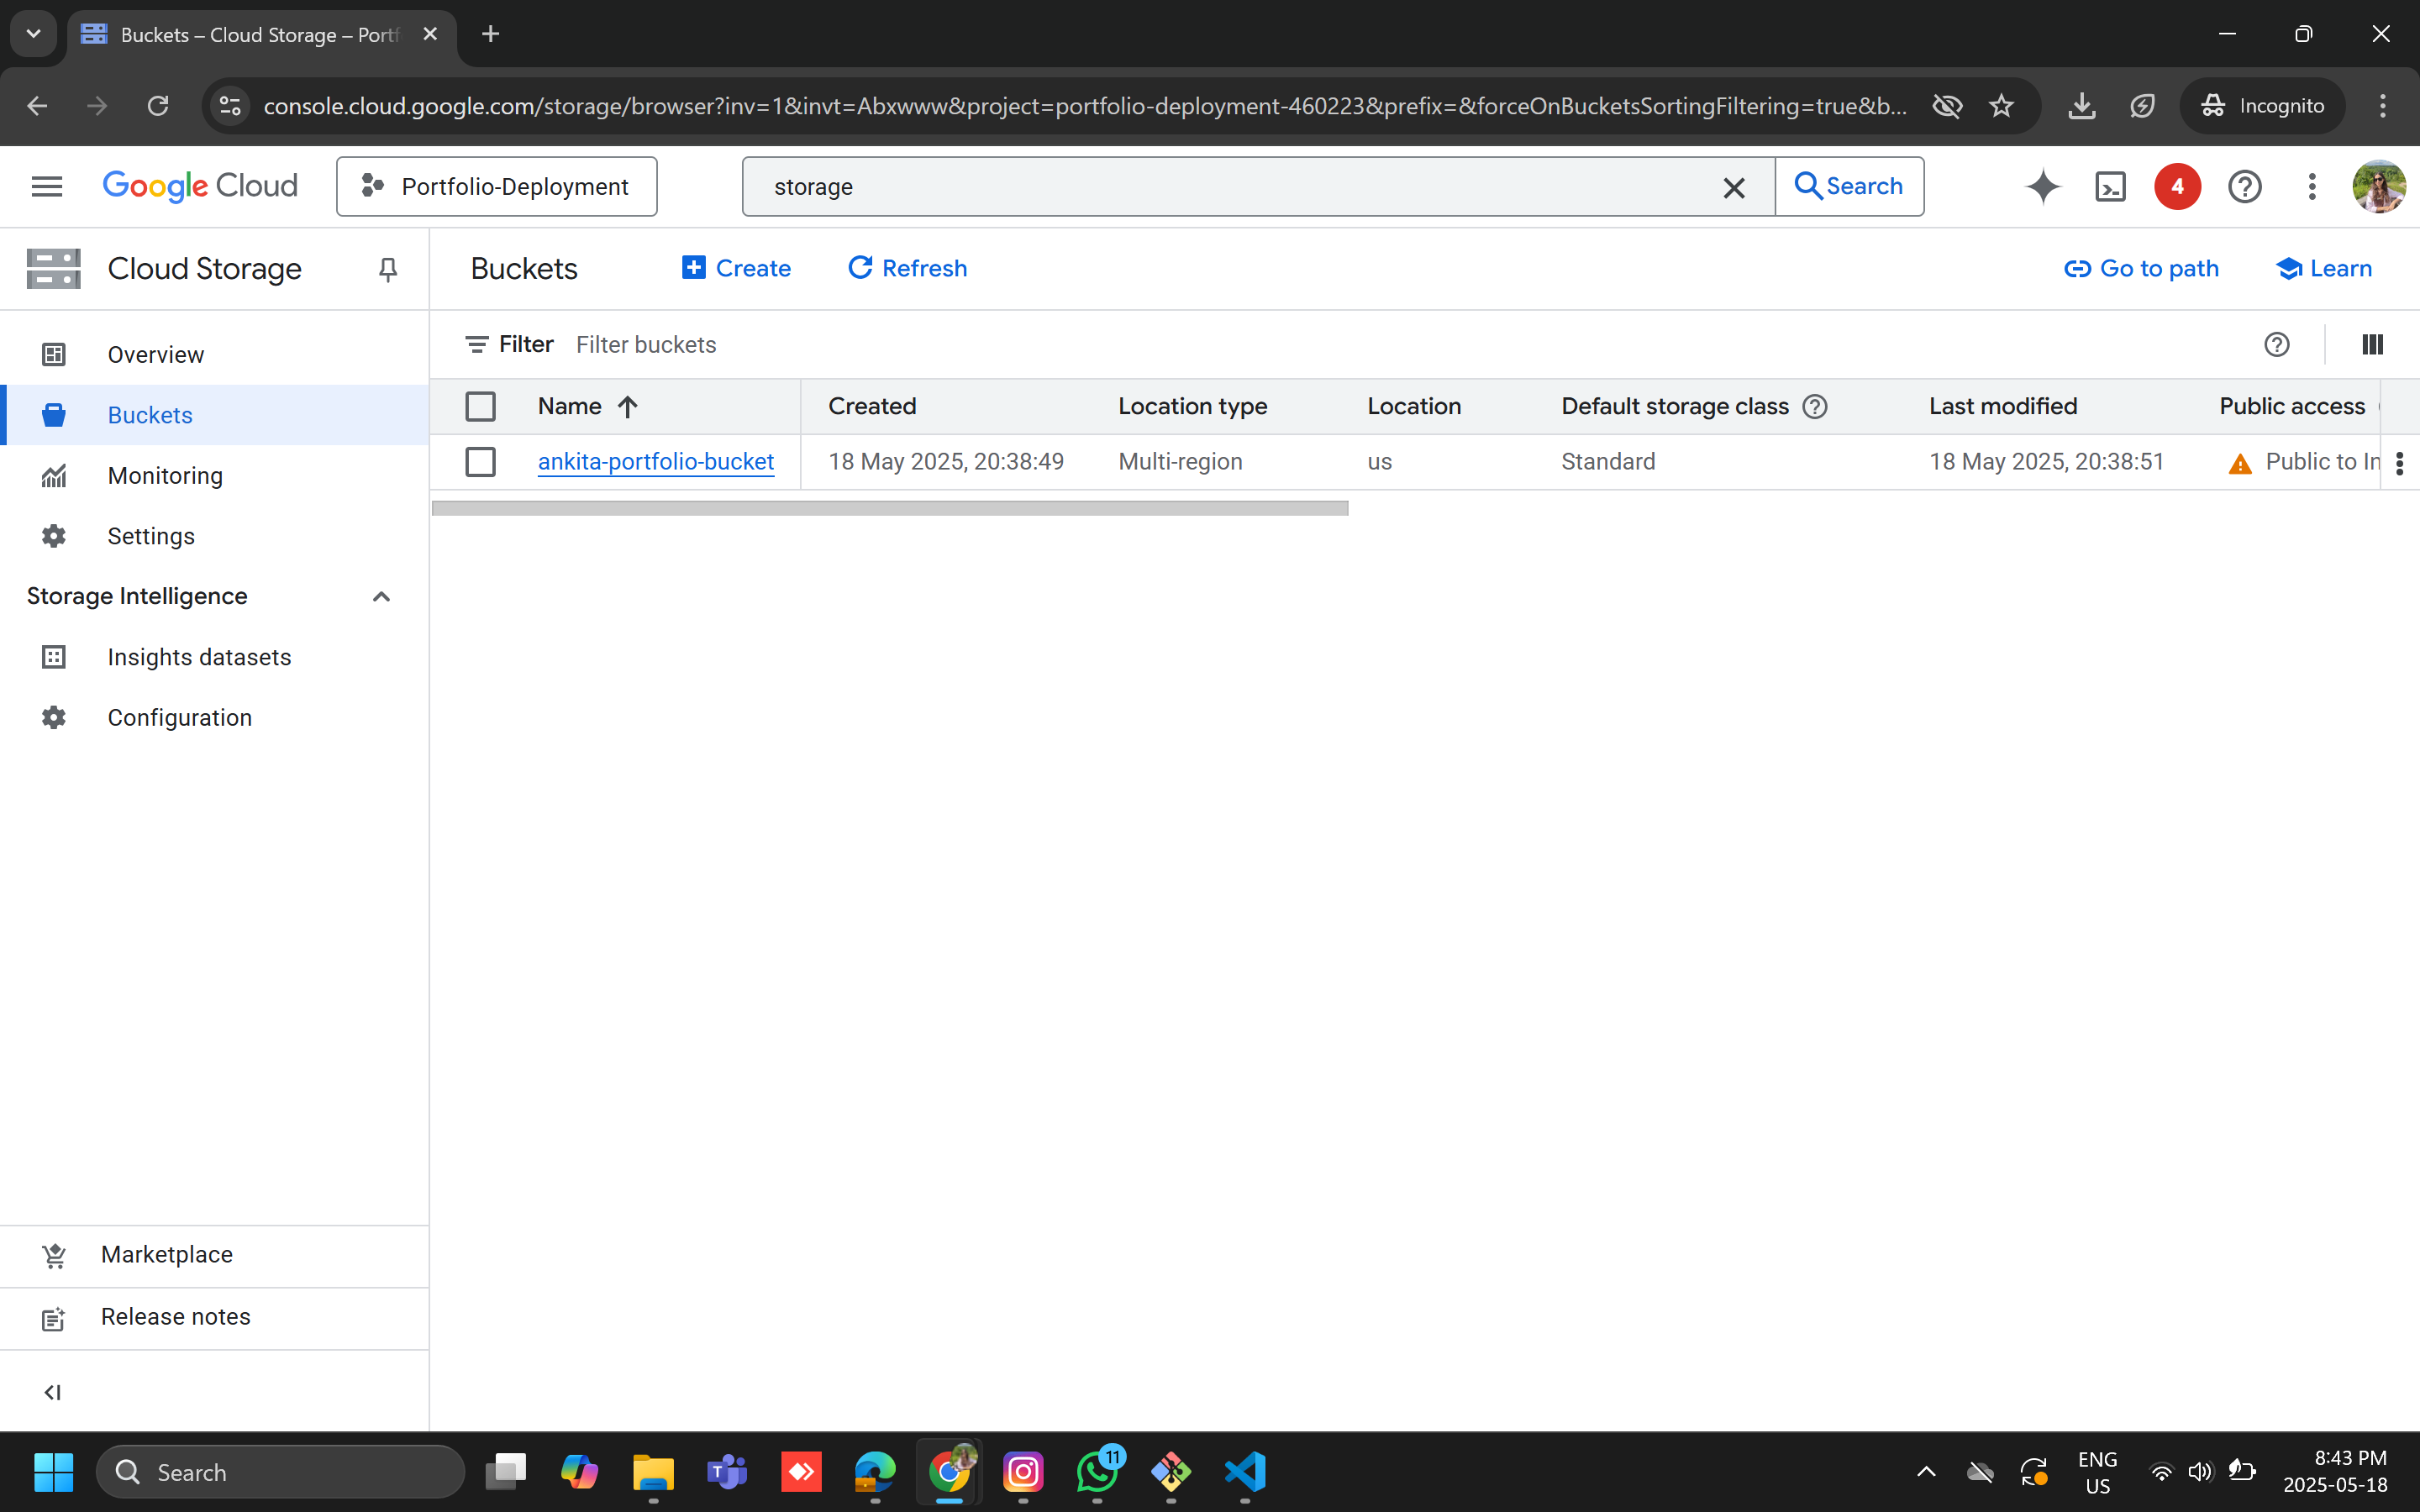 Buckets – Cloud Storage – Portf
console.cloud.google.com/storage/browser?inv=1&invt=Abxwww&project=portfolio-deployment-460223&prefix=&forceOnBucketsSortingFiltering=true&b...
Incognito
Google Cloud
Portfolio-Deployment
storage
Search
4
Cloud Storage
Buckets
Create
Refresh
Go to path
Learn
Overview
Buckets
Monitoring
Settings
Storage Intelligence
Insights datasets
Configuration
Marketplace
Release notes
Filter Filter buckets
Name Created Location type Location Default storage class Last modified Public access
ankita-portfolio-bucket 18 May 2025, 20:38:49 Multi-region us Standard 18 May 2025, 20:38:51 Public to In
Search
11
ENG
US
8:43 PM
2025-05-18